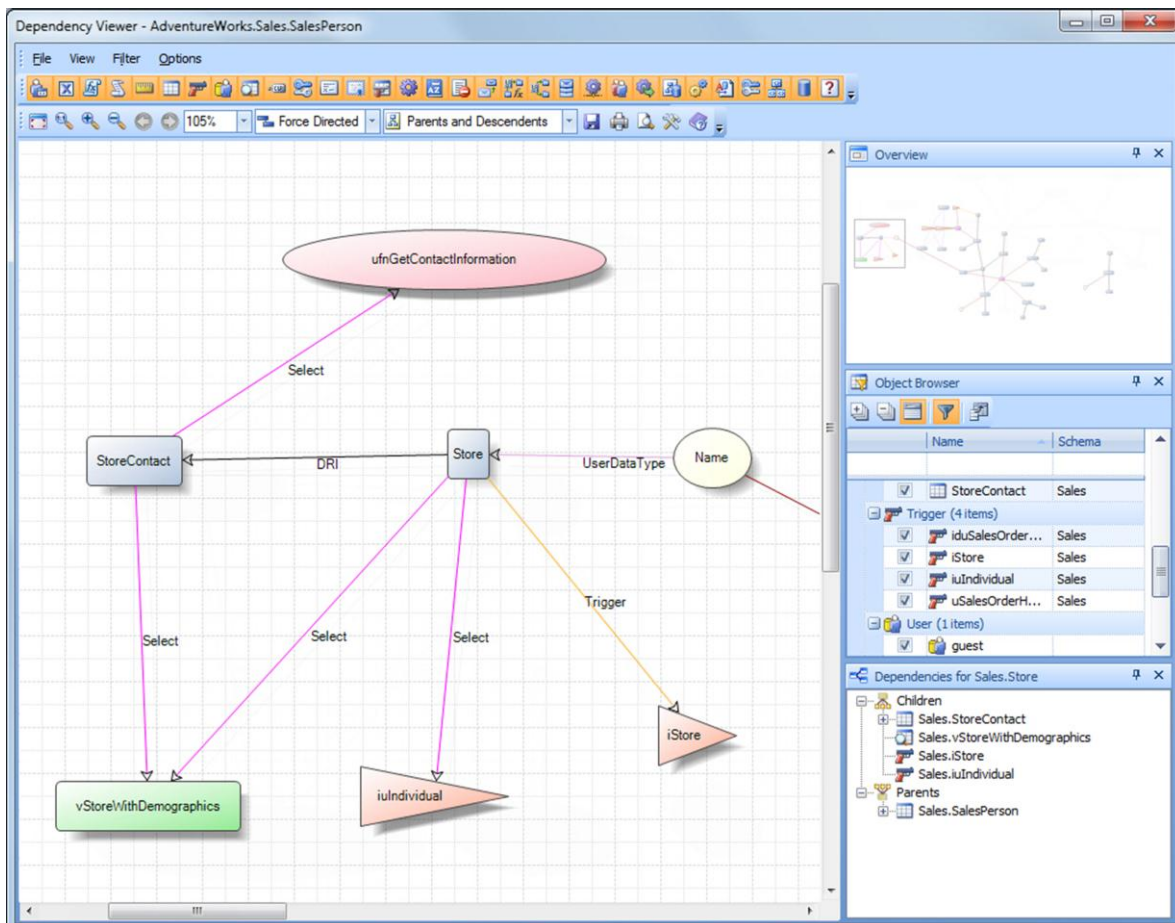 Dependency Viewer - AdventureWorks.Sales.SalesPerson
File View Filter Options
105% Force Directed Parents and Descendents
Overview
ufnGetContactInformation
Select
StoreContact
DRI
Store
UserDataType
Name
Trigger
Select
Select
Select
iStore
iuIndividual
vStoreWithDemographics
Object Browser
Name Schema
StoreContact Sales
Trigger (4 items)
iduSalesOrder... Sales
iStore Sales
iuIndividual Sales
uSalesOrderH... Sales
User (1 items)
guest
Dependencies for Sales.Store
Children
Sales.StoreContact
Sales.vStoreWithDemographics
Sales.iStore
Sales.iuIndividual
Parents
Sales.SalesPerson